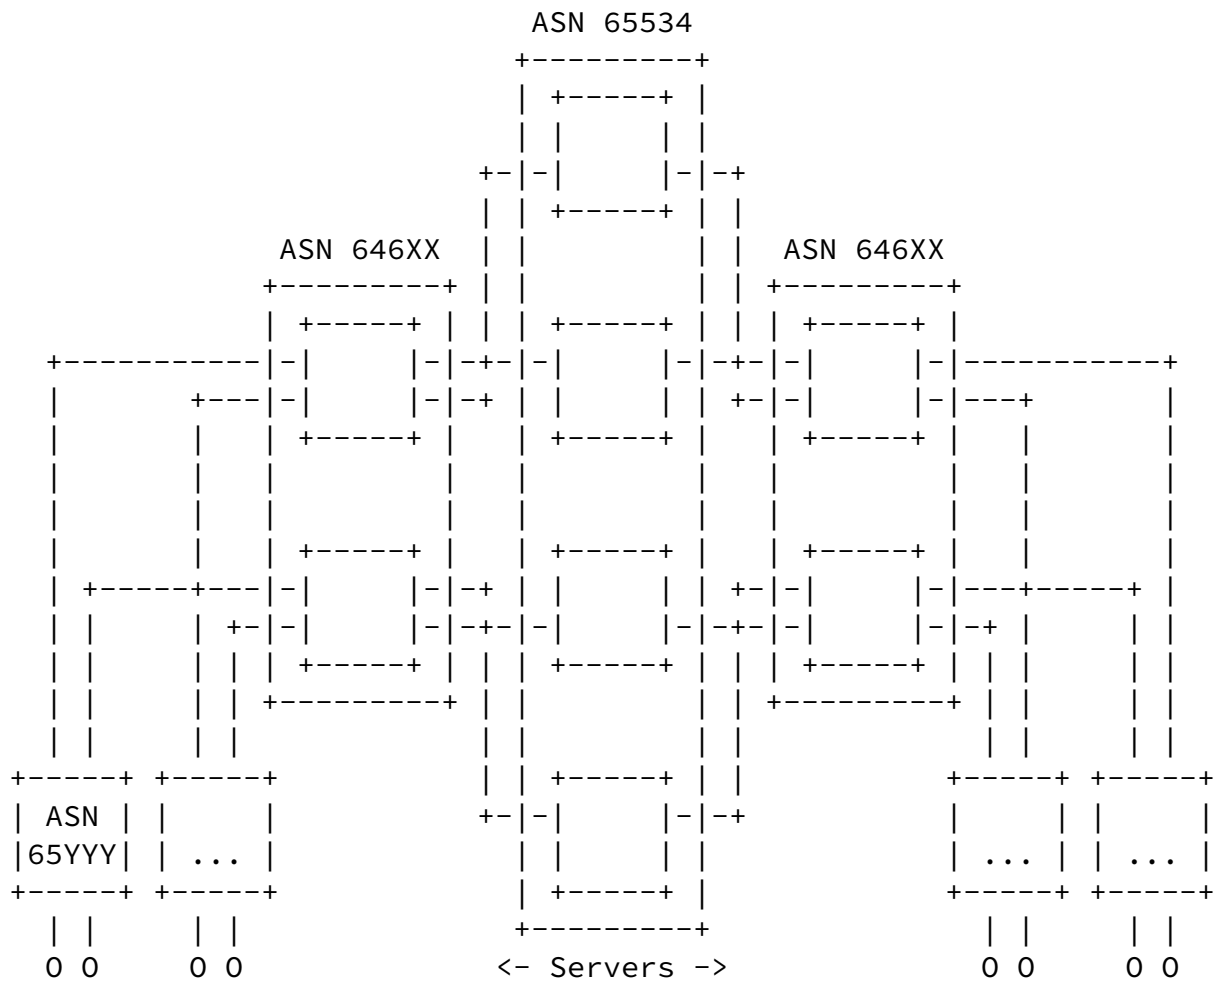 ASN 65534
ASN 646XX ASN 646XX
ASN
65YYY ... ... ...
O O O O <- Servers -> O O O O